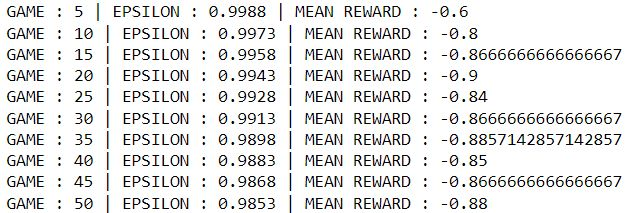 GAME : 5 | EPSILON : 0.9988 | MEAN REWARD : -0.6
GAME : 10 | EPSILON : 0.9973 | MEAN REWARD : -0.8
GAME : 15 | EPSILON : 0.9958 | MEAN REWARD : -0.8666666666666667
GAME : 20 | EPSILON : 0.9943 | MEAN REWARD : -0.9
GAME : 25 | EPSILON : 0.9928 | MEAN REWARD : -0.84
GAME : 30 | EPSILON : 0.9913 | MEAN REWARD : -0.8666666666666667
GAME : 35 | EPSILON : 0.9898 | MEAN REWARD : -0.8857142857142857
GAME : 40 | EPSILON : 0.9883 | MEAN REWARD : -0.85
GAME : 45 | EPSILON : 0.9868 | MEAN REWARD : -0.8666666666666667
GAME : 50 | EPSILON : 0.9853 | MEAN REWARD : -0.88